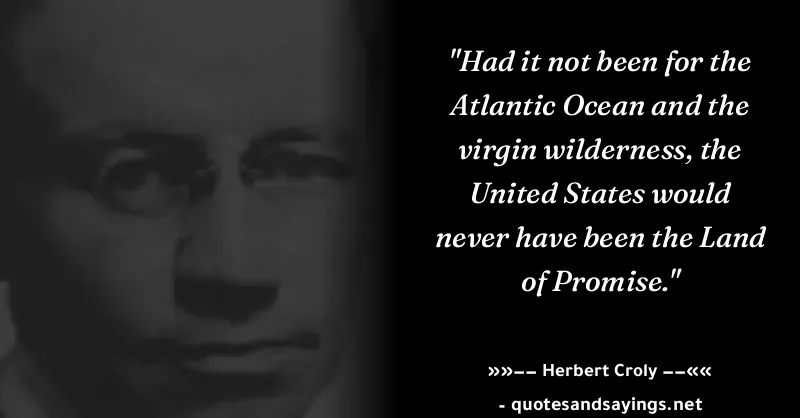 "Had it not been for the
Atlantic Ocean and the
virgin wilderness, the
United States would
never have been the Land
of Promise."
»»–– Herbert Croly ––««
- quotesandsayings.net